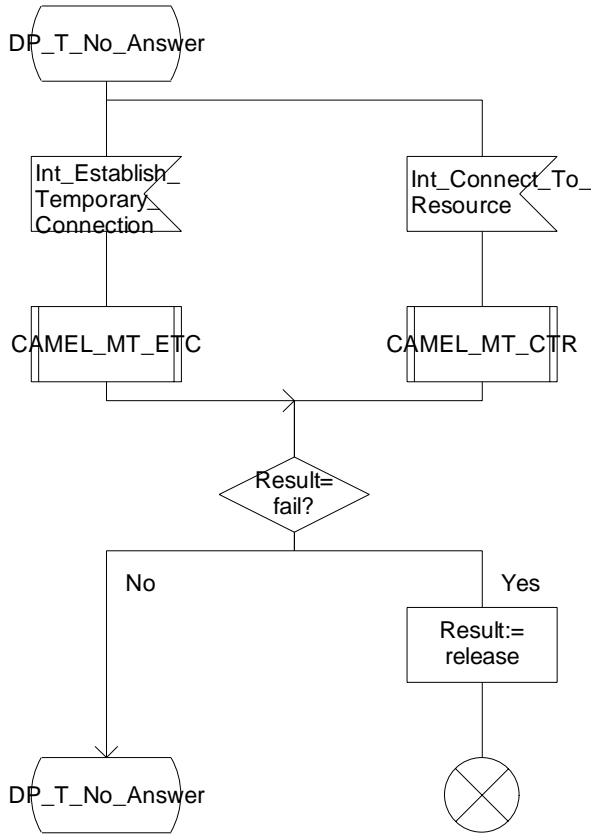 DP_T_No_Answer
Int_Establish_
Temporary_
Connection
Int_Connect_To_
Resource
CAMEL_MT_ETC
CAMEL_MT_CTR
Result=
fail?
No
Yes
Result:=
release
DP_T_No_Answer